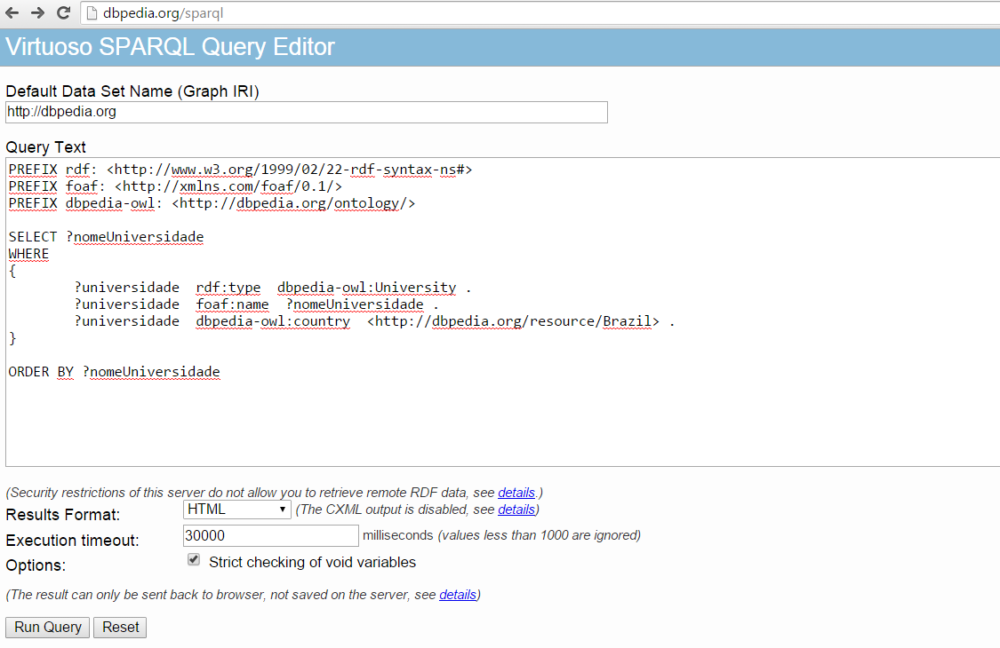 dbpedia.org/sparql
Virtuoso SPARQL Query Editor
Default Data Set Name (Graph IRI)
http://dbpedia.org
Query Text
PREFIX rdf: <http://www.w3.org/1999/02/22-rdf-syntax-ns#>
PREFIX foaf: <http://xmlns.com/foaf/0.1/>
PREFIX dbpedia-owl: <http://dbpedia.org/ontology/>
SELECT ?nomeUniversidade
WHERE
{
?universidade rdf:type dbpedia-owl:University .
?universidade foaf:name ?nomeUniversidade .
?universidade dbpedia-owl:country <http://dbpedia.org/resource/Brazil> .
}
ORDER BY ?nomeUniversidade
(Security restrictions of this server do not allow you to retrieve remote RDF data, see details.)
Results Format: HTML (The CXML output is disabled, see details)
Execution timeout: 30000 milliseconds (values less than 1000 are ignored)
Options: Strict checking of void variables
(The result can only be sent back to browser, not saved on the server, see details)
Run Query Reset